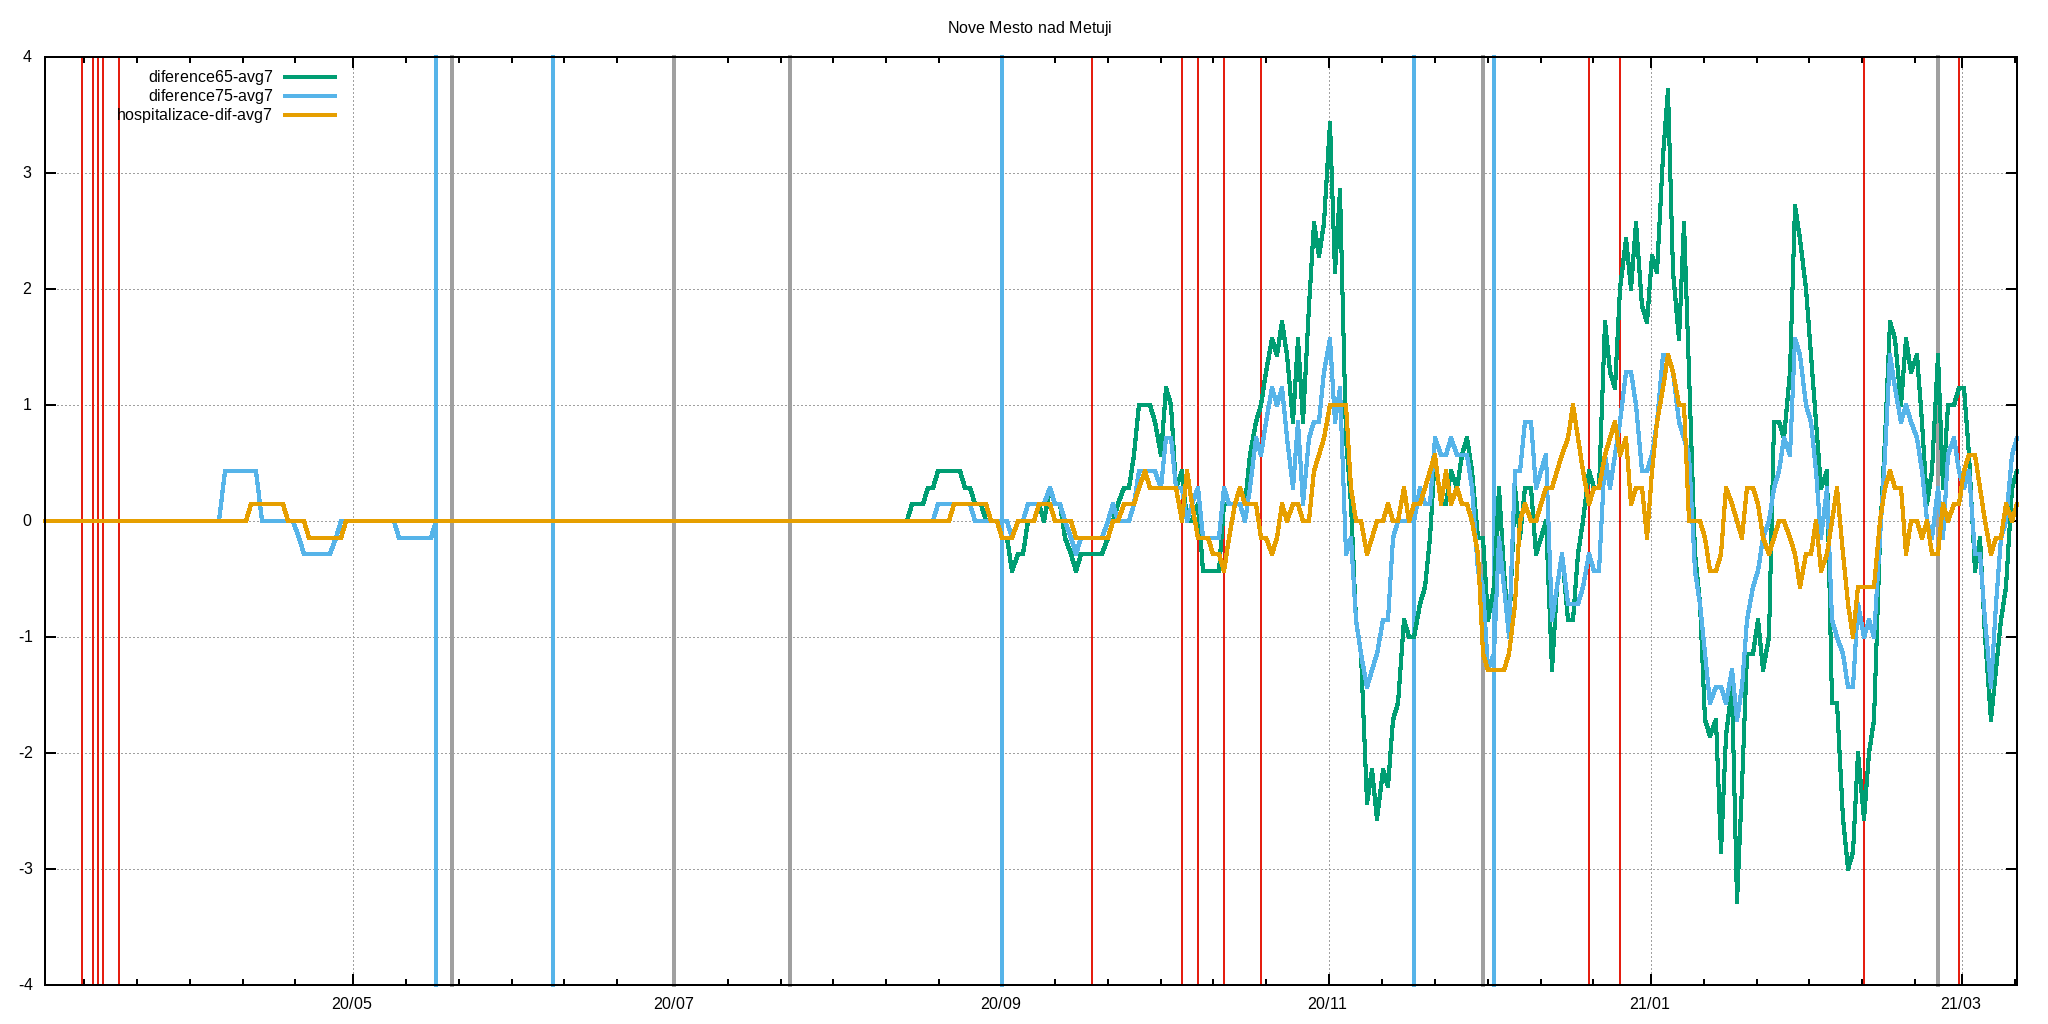 Nove Mesto nad Metuji
4
diference65-avg7
diference75-avg7
hospitalizace-dif-avg7
3
2
1
0
-1
-2
-3
-4
20/05 20/07 20/09 20/11 21/01 21/03